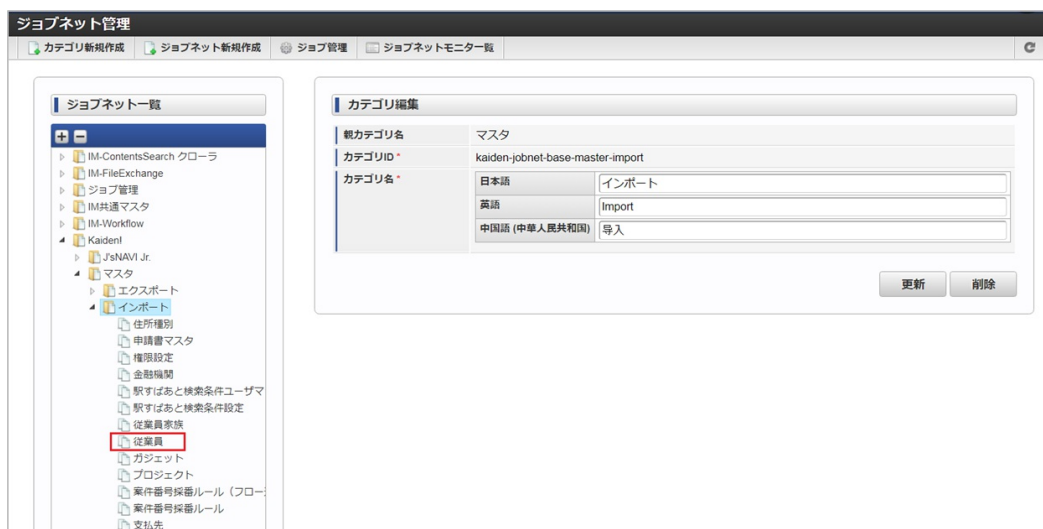 ジョブネット管理
カテゴリ新規作成 ジョブネット新規作成 ジョブ管理 ジョブネットモニター覧
ジョブネット一覧
IM-ContentsSearch クローラ
IM-FileExchange
ジョブ管理
IM共通マスタ
IM-Workflow
Kaiden!
J'sNAVI Jr.
マスタ
エクスポート
インポート
住所種別
申請書マスタ
権限設定
金融機関
駅すぱあと検索条件ユーザマ
駅すぱあと検索条件設定
従業員家族
従業員
ガジェット
プロジェクト
案件番号採番ルール（フロー
案件番号採番ルール
支払先
カテゴリ編集
親カテゴリ名 マスタ
カテゴリID * kaiden-jobnet-base-master-import
カテゴリ名 * 日本語 インポート
英語 Import
中国語 (中華人民共和国) 导入
更新 削除